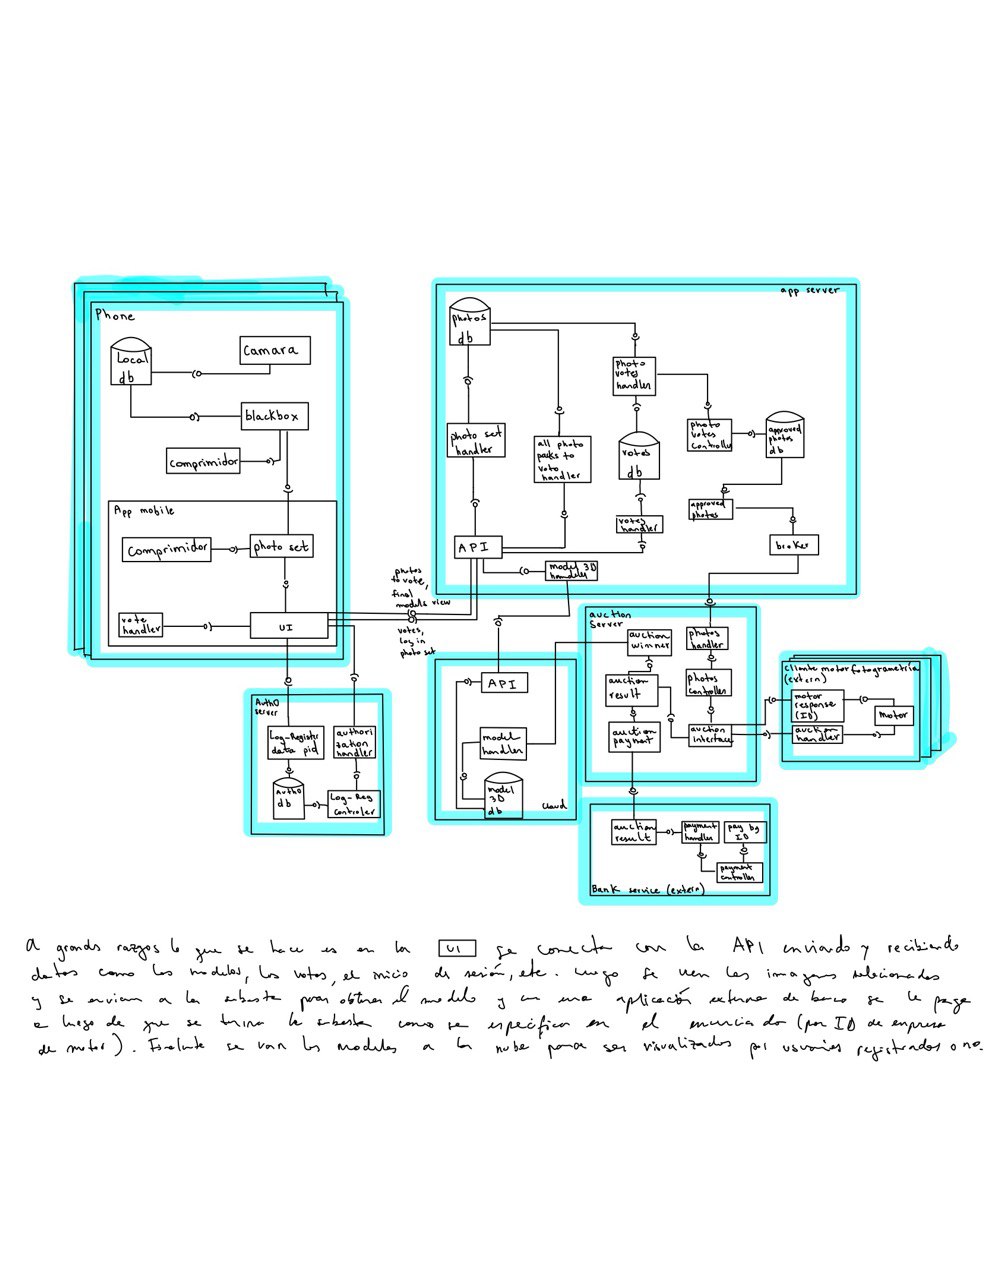 Phone
Local
db
camara
blackbox
comprimidor
App mobile
Comprimidor
photo set
vote
handler
UI
photos
to vote,
final
models view
votes,
log in
photo set
app server
photos
db
photo set
handler
all photo
packs to
vote
handler
photo
votes
handler
votes
db
votes handler
photo
votes
controller
approved
photos
db
approved
photos
broker
API
model 3D
handeler
Auth0
server
Log-Register
data pid
authori
zation
handler
Auth0
db
Log-Reg
Controler
API
model
handler
model
3D
db
cloud
auction
Server
auction
winner
auction
result
auction
payment
photos
handler
photos
controller
auction
interface
Cliente motor fotogrametría
(extern)
motor
response
(ID)
auction
handler
motor
auction
result
payment
handler
pay by
ID
payment
controller
Bank service (extern)
A grands razgos lo que se hace es en la UI se conecta con la API enviando y recibiendo
datos como los modelos, los votos, el inicio de sesión, etc. Luego se ven las imagenes selecionadas
y se envian a la subasta para obtener el modelo y con una aplicación externa de banco se le paga
a luego de que se termina la subasta como se especifica en el enunciado (por ID de empresa
de motor). Finalmente se van los modelos a la nube para ser visualizados por usuarios registrados o no.